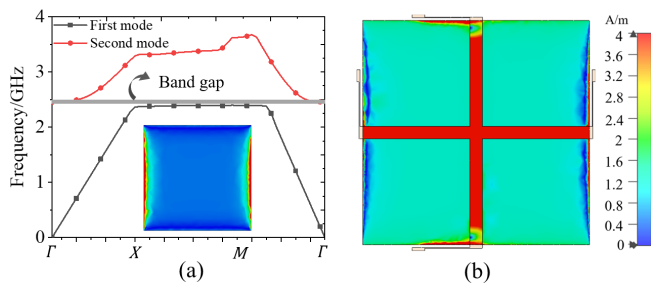 4
3
2
1
0
Frequency/GHz
First mode
Second mode
Band gap
Γ
X
M
Γ
(a)
A/m
4
3.6
3.2
2.8
2.4
2
1.6
1.2
0.8
0.4
0
(b)